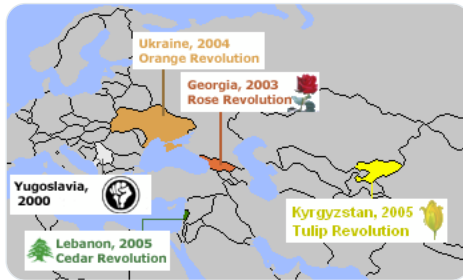 Ukraine, 2004
Orange Revolution
Georgia, 2003
Rose Revolution
Yugoslavia,
2000
Kyrgyzstan, 2005
Tulip Revolution
Lebanon, 2005
Cedar Revolution